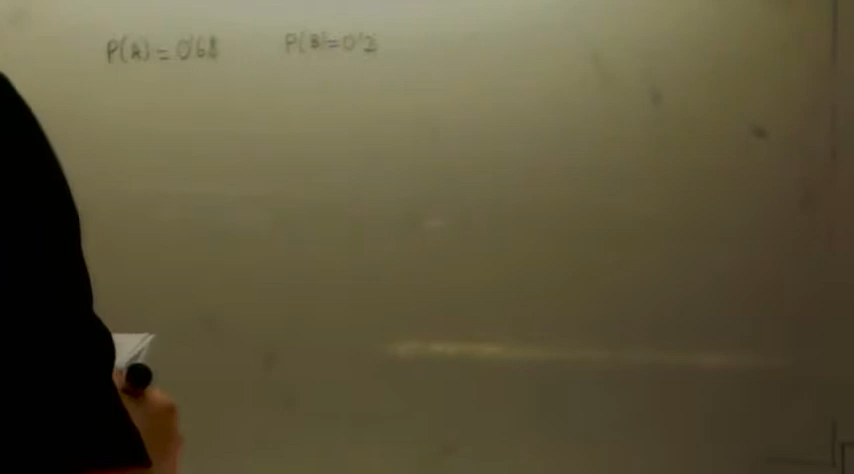 P(A) = 0'68 P(B) = 0'2